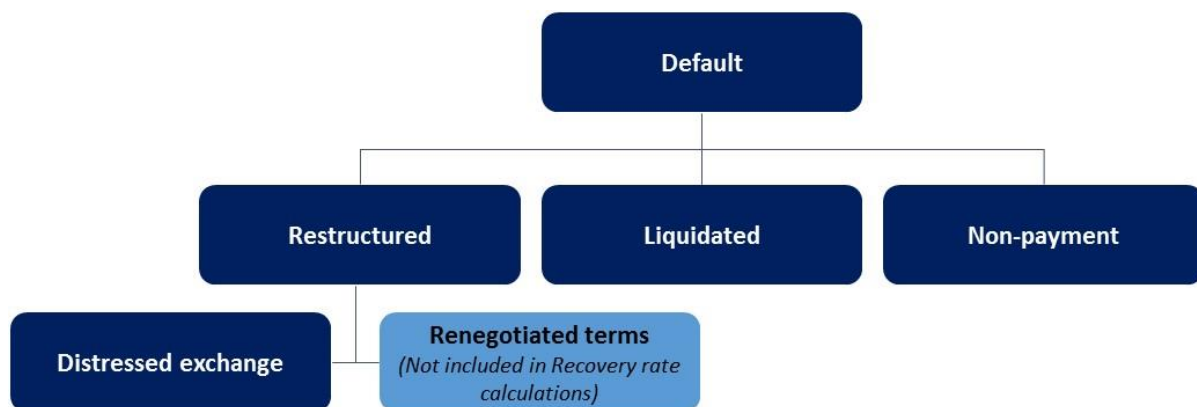 Default
Restructured
Liquidated
Non-payment
Distressed exchange
Renegotiated terms
(Not included in Recovery rate
calculations)